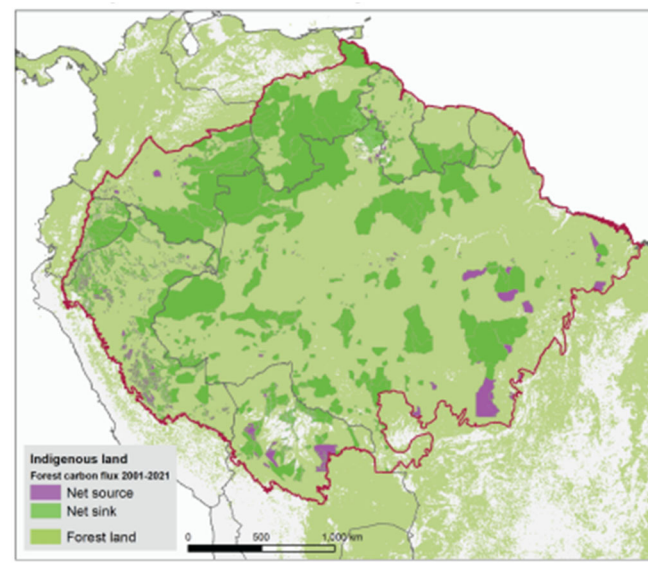 Indigenous land
Forest carbon flux 2001-2021
Net source
Net sink
Forest land
0 500 1,000 km